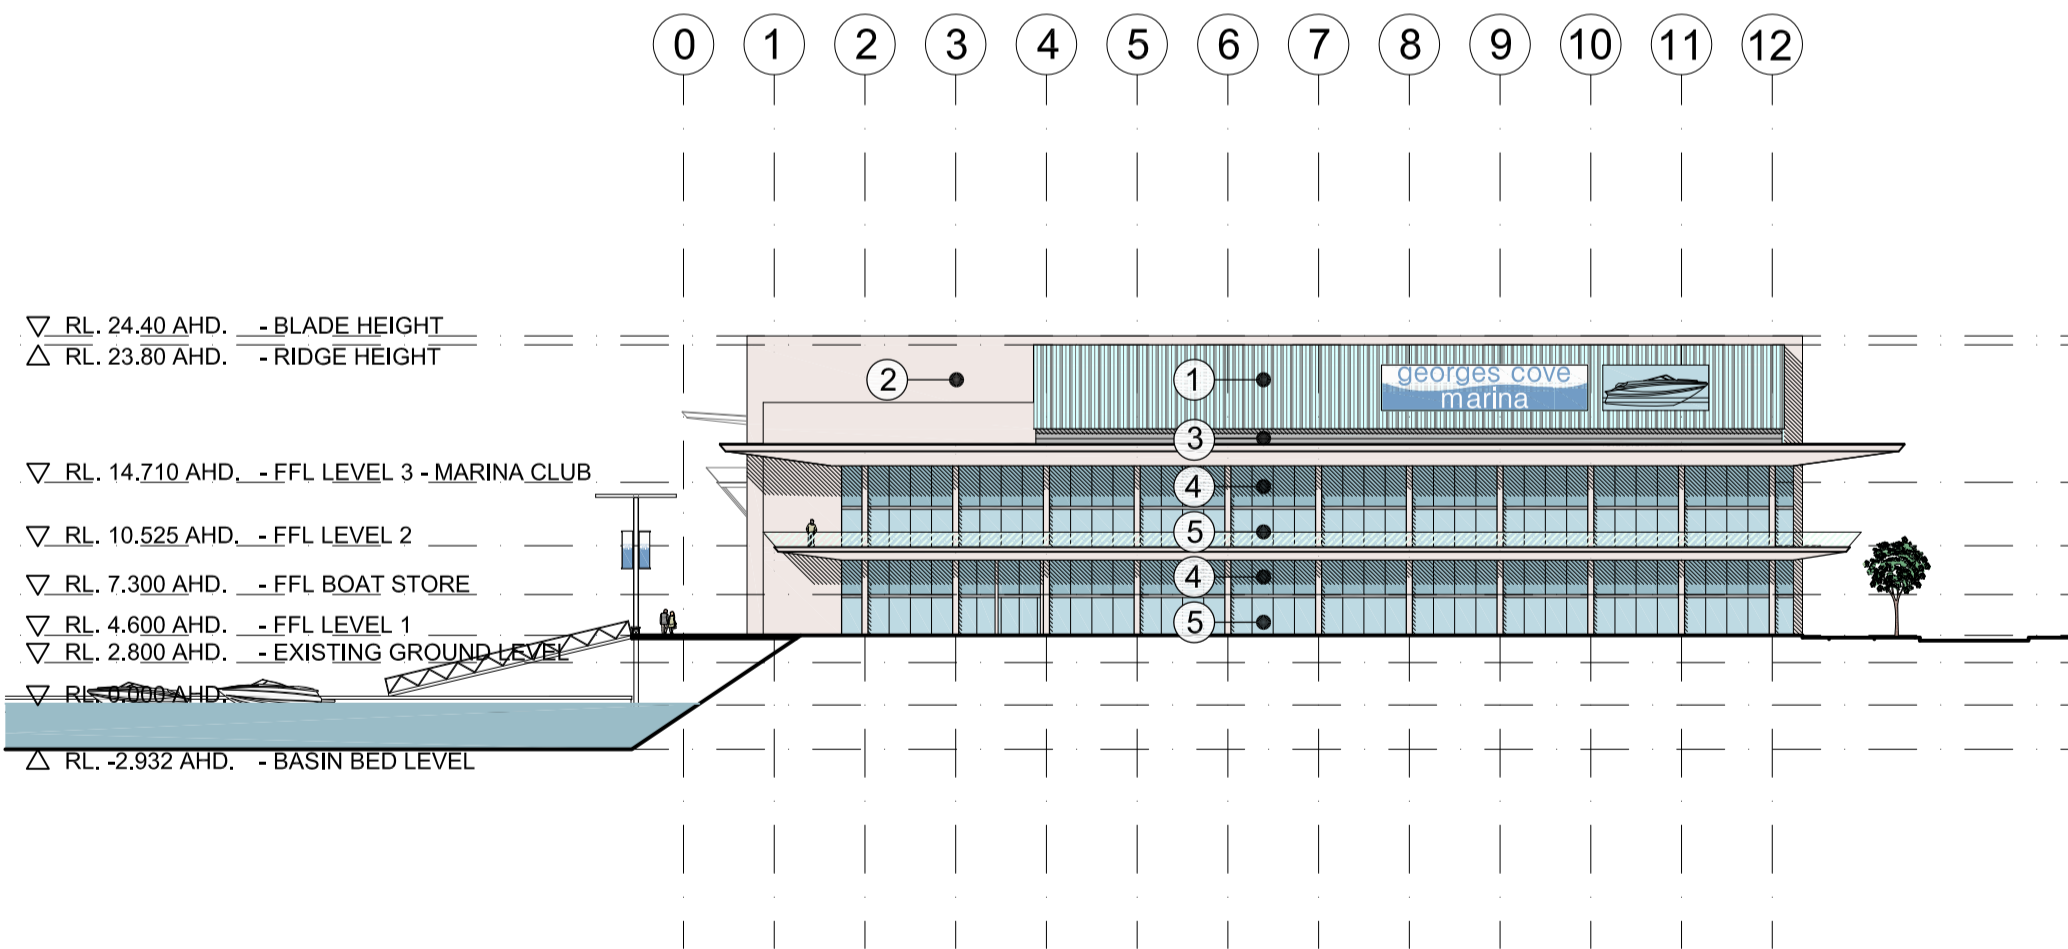 0 1 2 3 4 5 6 7 8 9 10 11 12
RL. 24.40 AHD. - BLADE HEIGHT
RL. 23.80 AHD. - RIDGE HEIGHT
2 1 georges cove
marina
3
RL. 14.710 AHD. - FFL LEVEL 3 - MARINA CLUB
4
RL. 10.525 AHD. - FFL LEVEL 2
5
RL. 7.300 AHD. - FFL BOAT STORE
4
RL. 4.600 AHD. - FFL LEVEL 1
5
RL. 2.800 AHD. - EXISTING GROUND LEVEL
RL. 0.000 AHD.
RL. -2.932 AHD. - BASIN BED LEVEL